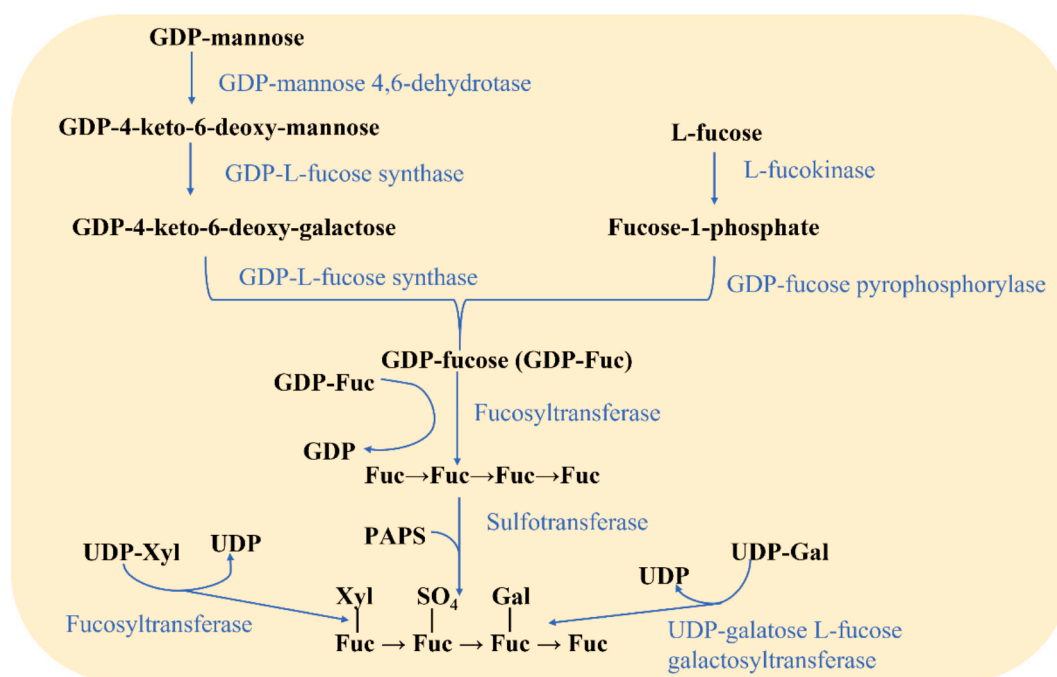 GDP-mannose
GDP-mannose 4,6-dehydrotase
GDP-4-keto-6-deoxy-mannose
L-fucose
GDP-L-fucose synthase
L-fucokinase
GDP-4-keto-6-deoxy-galactose
Fucose-1-phosphate
GDP-L-fucose synthase
GDP-fucose pyrophosphorylase
GDP-fucose (GDP-Fuc)
GDP-Fuc
Fucosyltransferase
GDP
Fuc→Fuc→Fuc→Fuc
Sulfotransferase
PAPS
UDP-Xyl
UDP
UDP-Gal
UDP
Xyl
SO₄
Gal
Fucosyltransferase
Fuc → Fuc → Fuc → Fuc
UDP-galatose L-fucose
galactosyltransferase